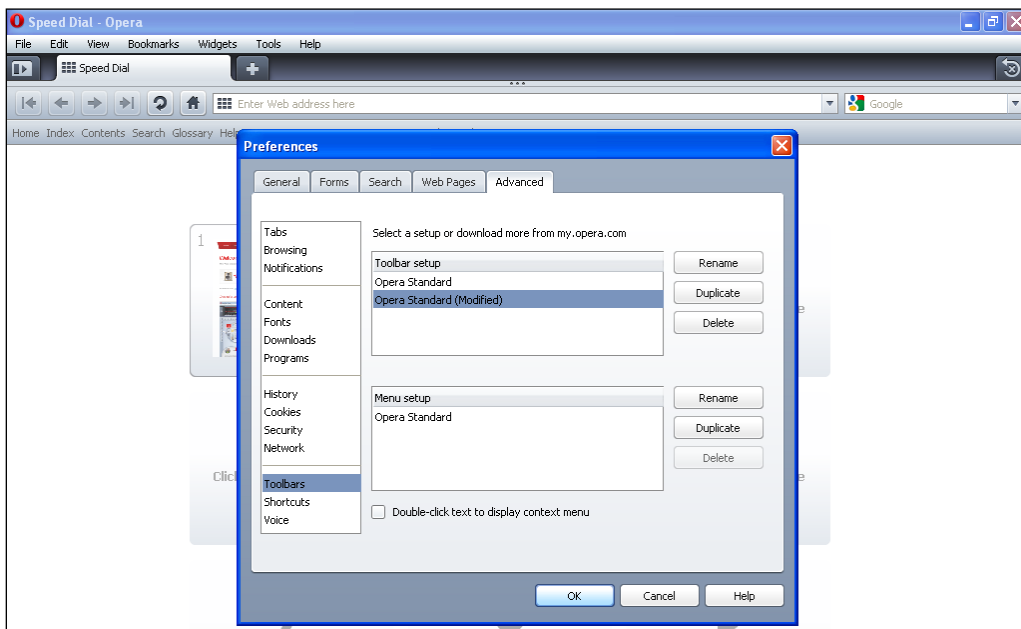 Speed Dial - Opera
File Edit View Bookmarks Widgets Tools Help
Speed Dial
Enter Web address here
Google
Home Index Contents Search Glossary
Preferences
General Forms Search Web Pages Advanced
1
Tabs
Browsing
Notifications
Content
Fonts
Downloads
Programs
History
Cookies
Security
Network
Toolbars
Shortcuts
Voice
Select a setup or download more from my.opera.com
Toolbar setup
Opera Standard
Opera Standard (Modified)
Rename
Duplicate
Delete
Menu setup
Opera Standard
Rename
Duplicate
Delete
Double-click text to display context menu
OK Cancel Help